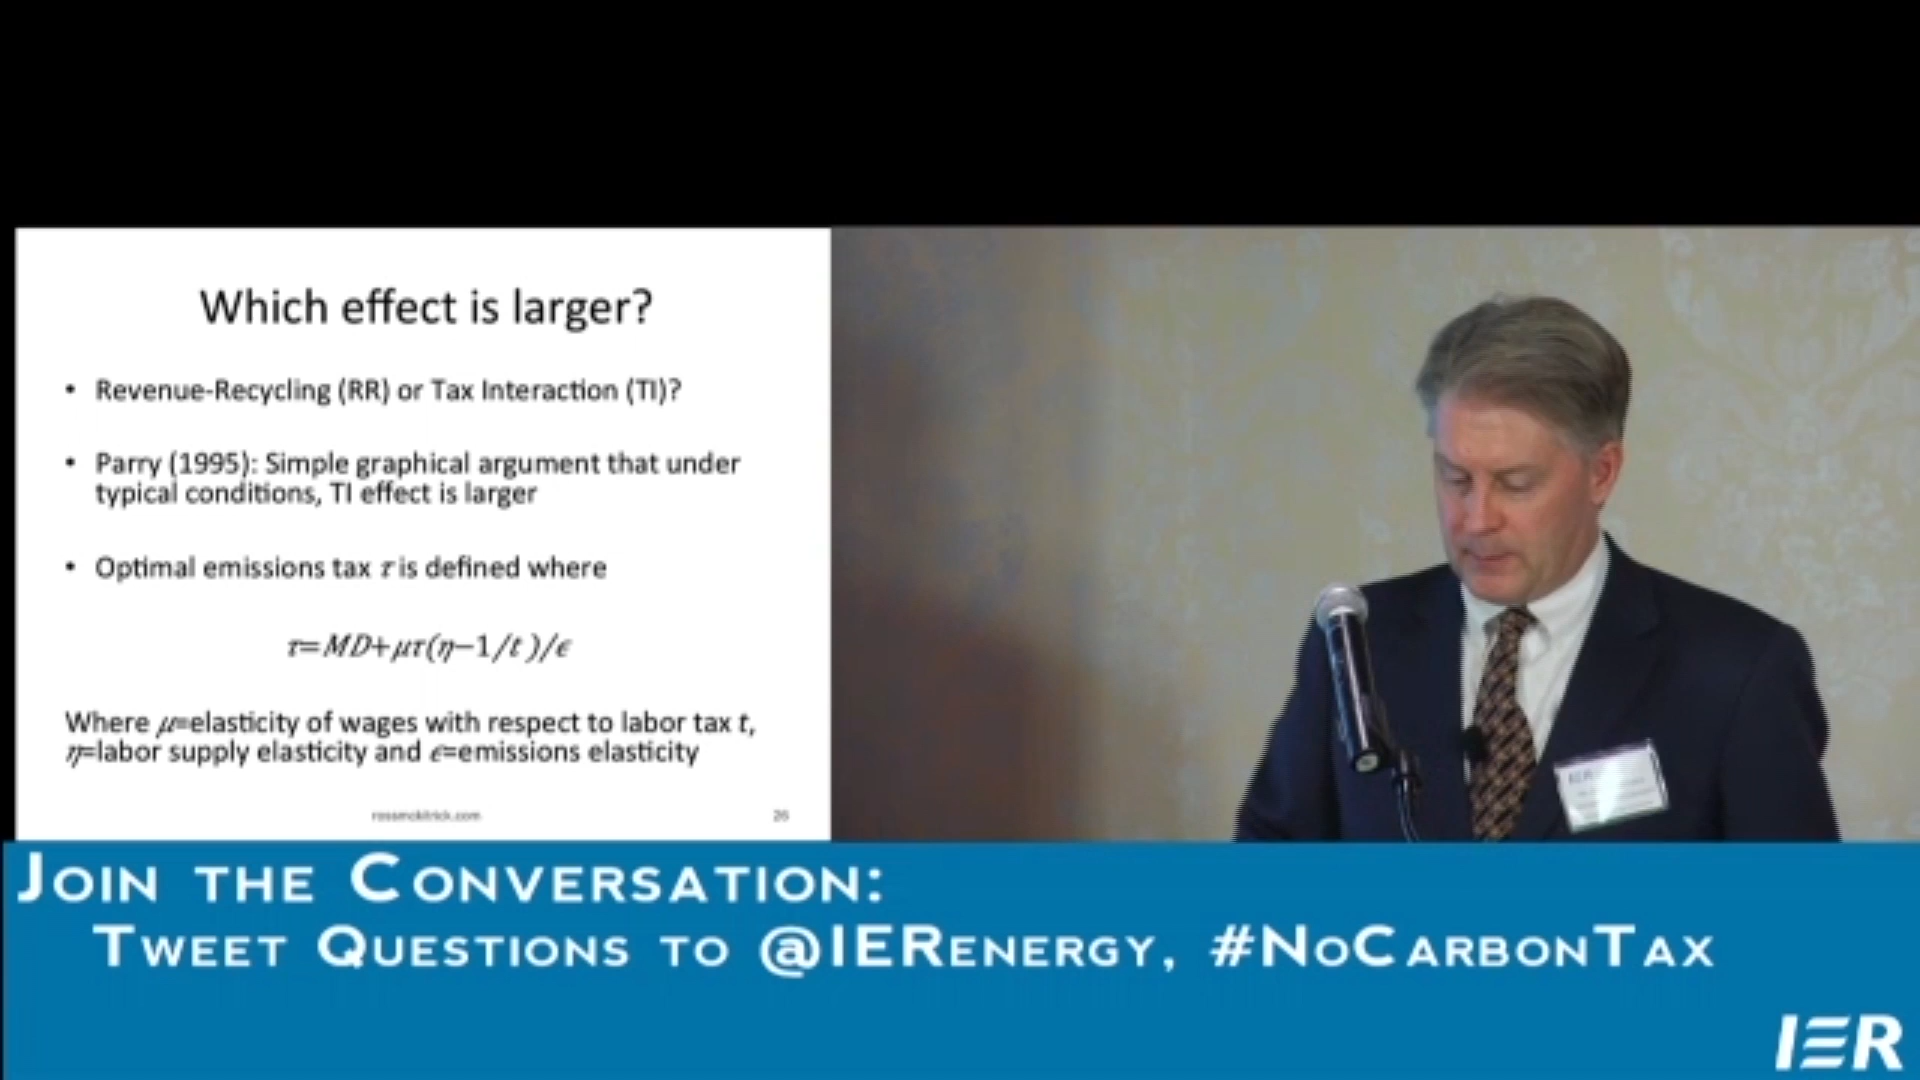 Which effect is larger?
• Revenue-Recycling (RR) or Tax Interaction (TI)?
• Parry (1995): Simple graphical argument that under
typical conditions, TI effect is larger
• Optimal emissions tax τ is defined where
τ=MD+μτ(η−1/t )/ϵ
Where μ=elasticity of wages with respect to labor tax t,
η=labor supply elasticity and ϵ=emissions elasticity
rossmckitrick.com 26
JOIN THE CONVERSATION:
TWEET QUESTIONS TO @IERENERGY, #NOCARBONTAX
IER